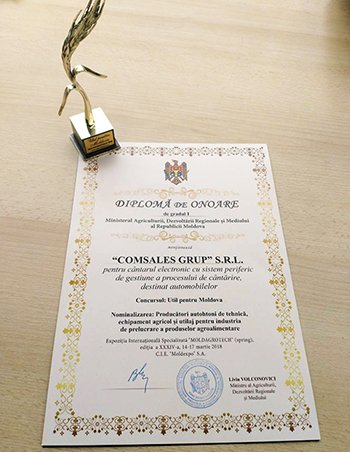 DIPLOMĂ DE ONOARE
de gradul I
Ministerul Agriculturii, Dezvoltării Regionale și Mediului
al Republicii Moldova
menționează
“COMSALES GRUP” S.R.L.
pentru cântarul electronic cu sistem periferic
de gestiune a procesului de cântărire,
destinat automobilelor
Concursul: Util pentru Moldova
Nominalizarea: Producători autohtoni de tehnică,
echipament agricol și utilaj pentru industria
de prelucrare a produselor agroalimentare
Expoziția Internațională Specializată "MOLDAGROTECH" (spring),
ediția a XXXIV-a, 14-17 martie 2018
C.I.E. "Moldexpo" S.A.
Liviu VOLCONOVICI
Ministru al Agriculturii,
Dezvoltării Regionale
și Mediului